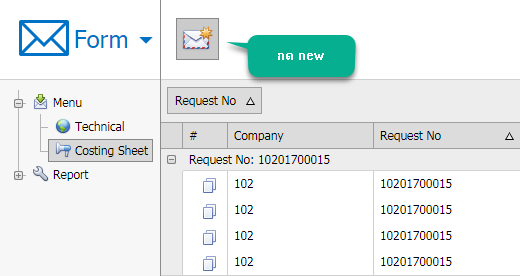 Form
กด new
Menu
Technical
Costing Sheet
Report
Request No
# Company Request No
Request No: 10201700015
102 10201700015
102 10201700015
102 10201700015
102 10201700015